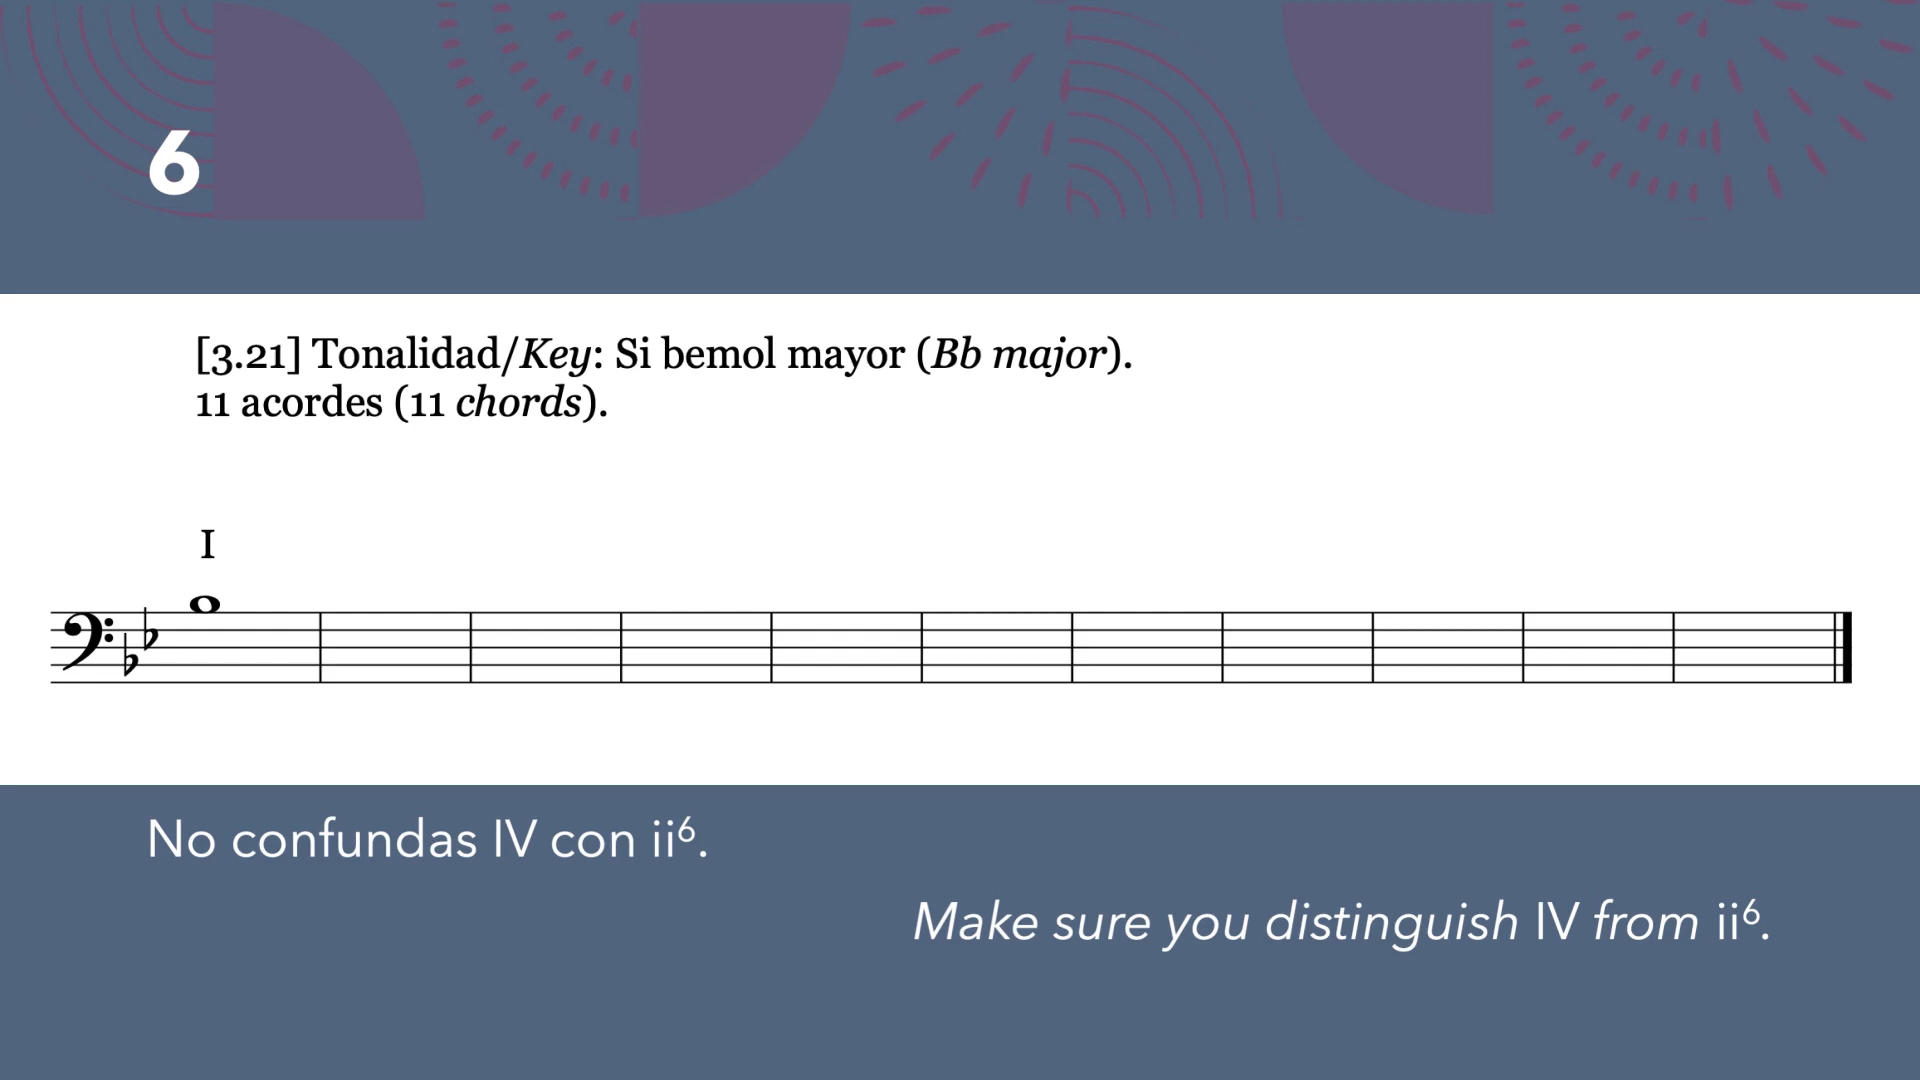 6
[3.21] Tonalidad/Key: Si bemol mayor (Bb major).
11 acordes (11 chords).
I
No confundas IV con ii⁶.
Make sure you distinguish IV from ii⁶.